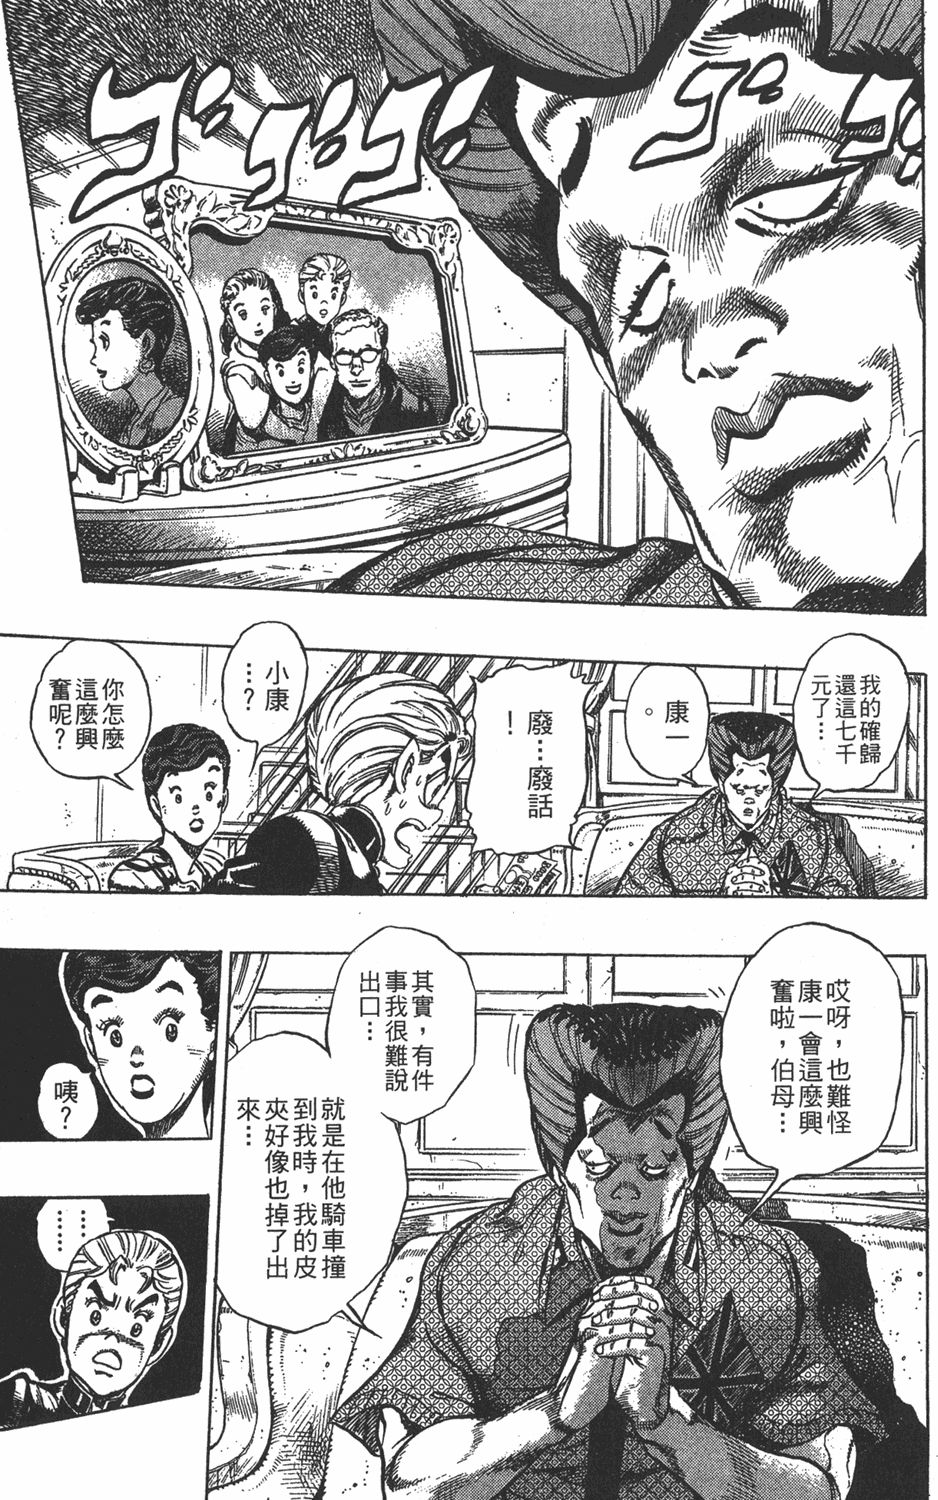 ゴゴゴゴゴ
我的確歸
還這七千
元了…
康一
。
廢…廢話
！
小康
…？
你怎麼
這麼興
奮呢？
哎呀，也難怪
康一會這麼興
奮啦，伯母…
其實，有件
事我很難說
出口…
就是在他騎車撞
到我時，我的皮
夾好像也掉了出
來…
咦？
……
……